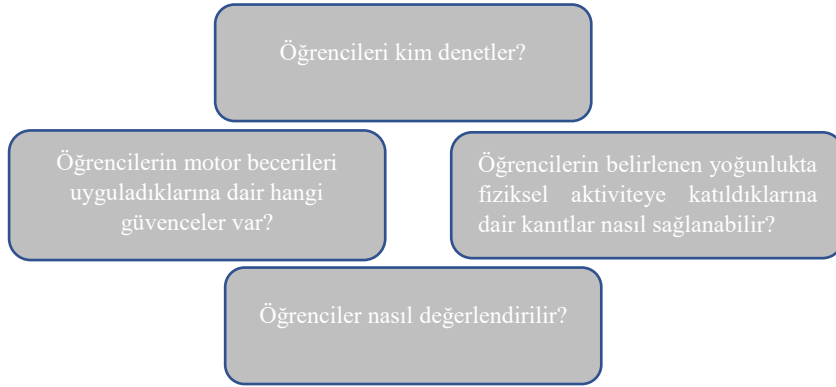 Öğrencileri kim denetler?
Öğrencilerin motor becerileri
uyguladıklarına dair hangi
güvenceler var?
Öğrencilerin belirlenen yoğunlukta
fiziksel aktiviteye katıldıklarına
dair kanıtlar nasıl sağlanabilir?
Öğrenciler nasıl değerlendirilir?